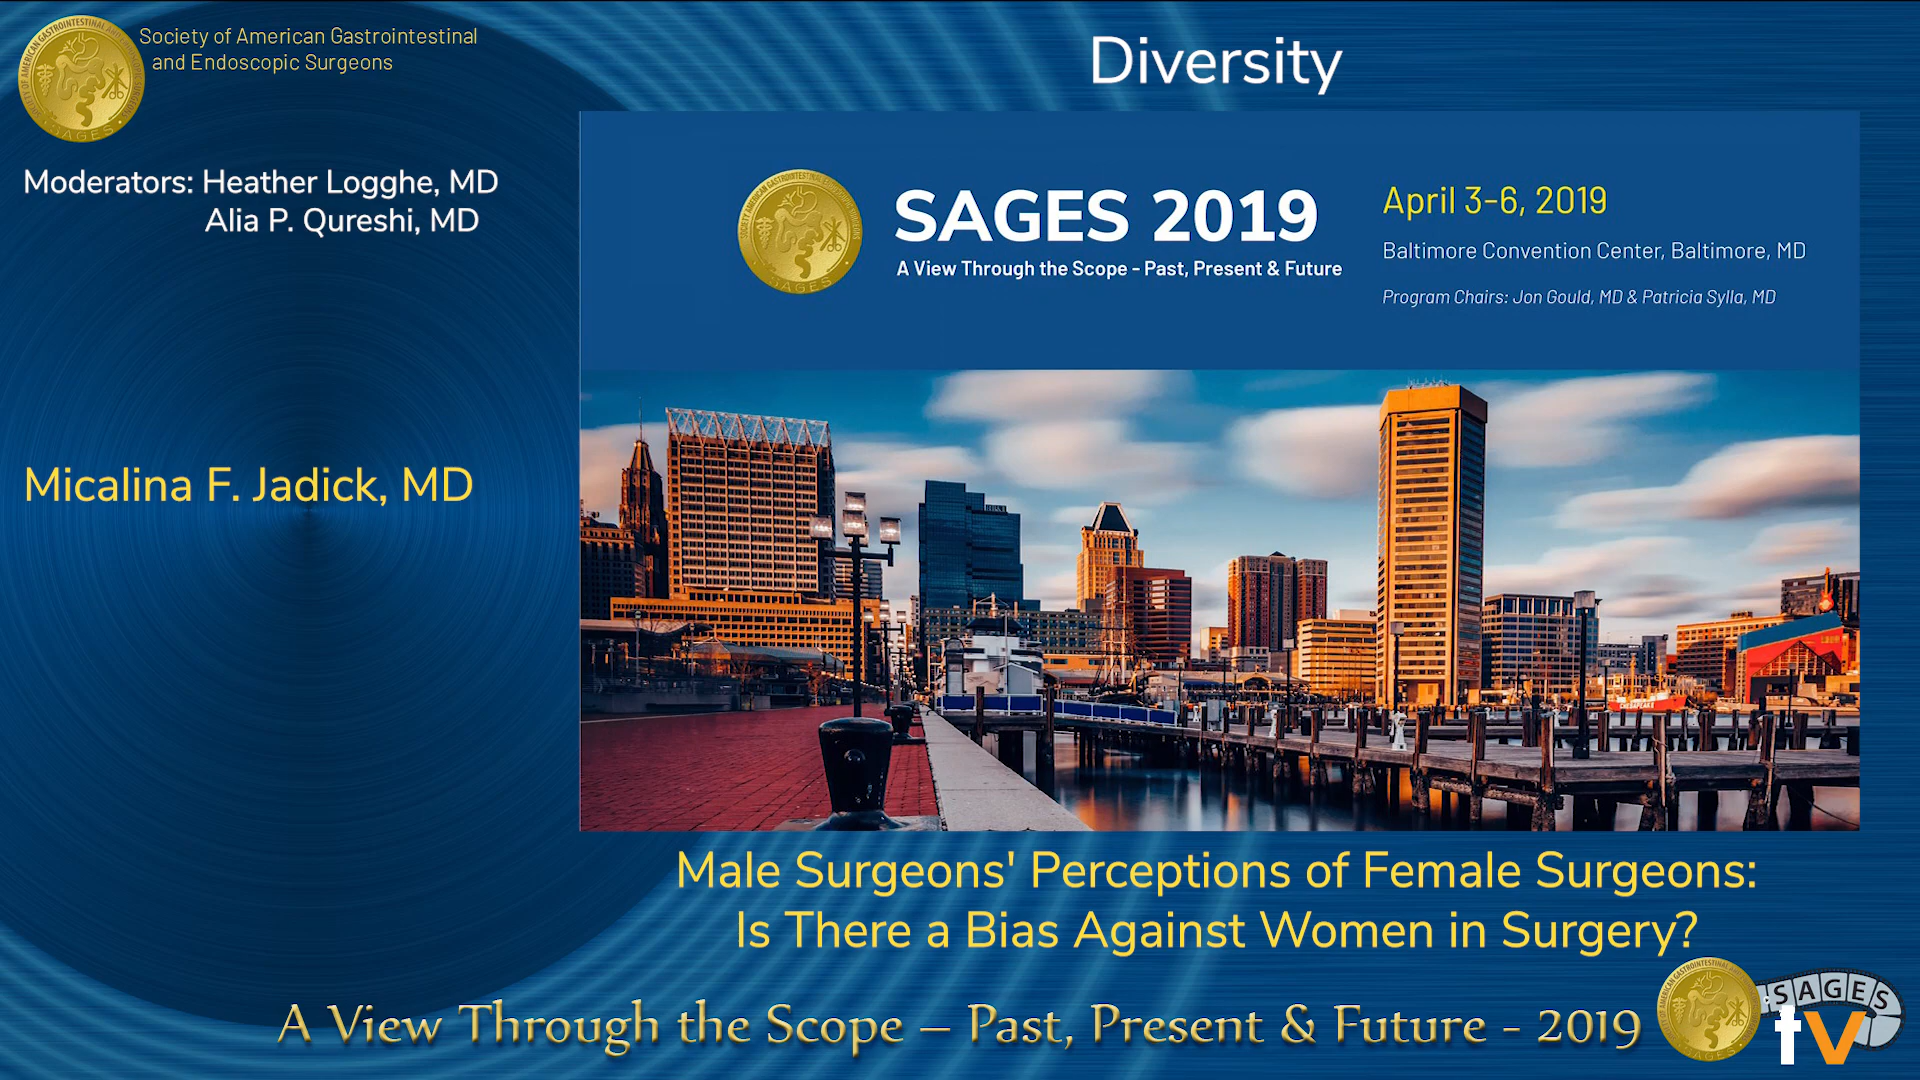 Society of American Gastrointestinal
and Endoscopic Surgeons
Diversity
Moderators: Heather Logghe, MD
Alia P. Qureshi, MD
SAGES 2019
A View Through the Scope - Past, Present & Future
April 3-6, 2019
Baltimore Convention Center, Baltimore, MD
Program Chairs: Jon Gould, MD & Patricia Sylla, MD
Micalina F. Jadick, MD
CHESAPEAKE
Male Surgeons' Perceptions of Female Surgeons:
Is There a Bias Against Women in Surgery?
A View Through the Scope – Past, Present & Future - 2019
SAGES
tv
SAGES